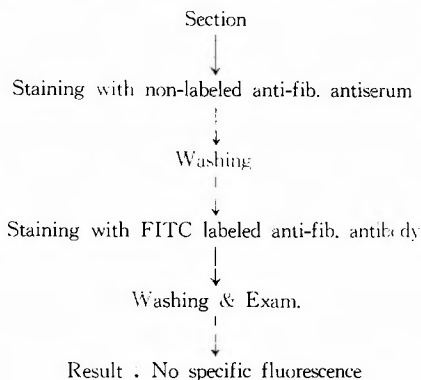 Section
Staining with non-labeled anti-fib. antiserum
Washing
Staining with FITC labeled anti-fib. antibody
Washing & Exam.
Result . No specific fluorescence